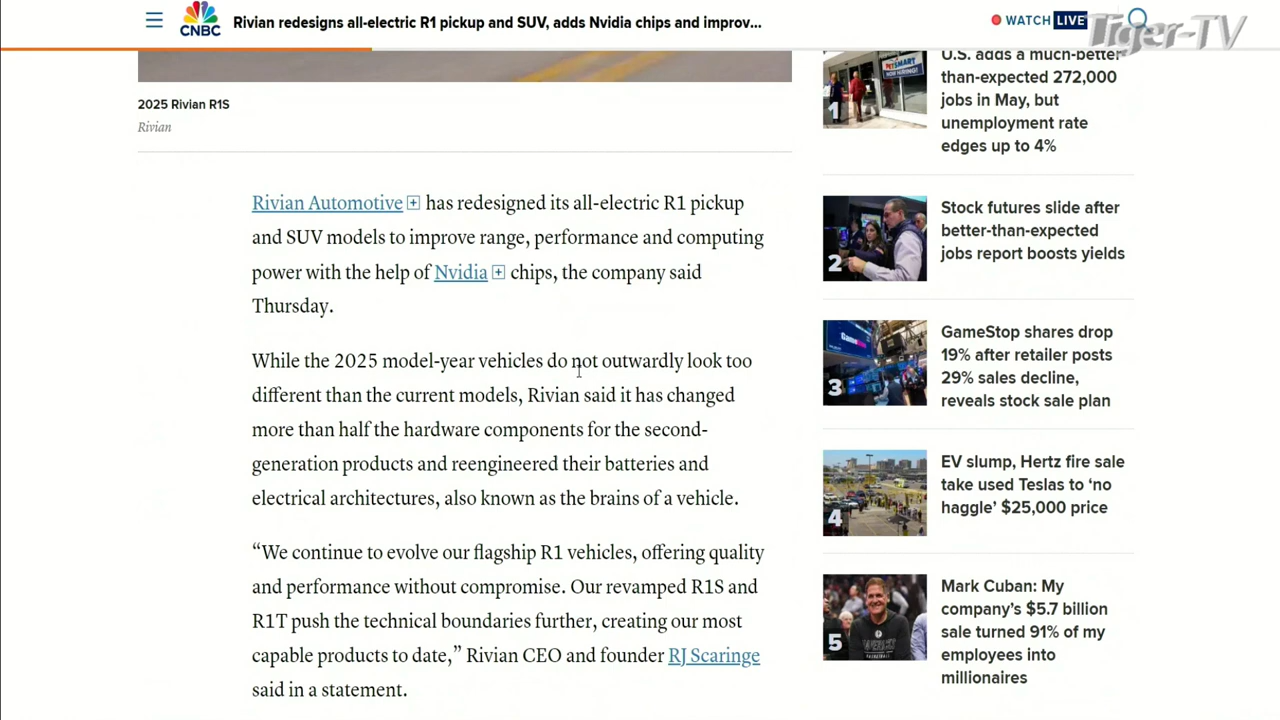 CNBC
Rivian redesigns all-electric R1 pickup and SUV, adds Nvidia chips and improv...
WATCH LIVE
Tiger-TV
2025 Rivian R1S
Rivian
Rivian Automotive has redesigned its all-electric R1 pickup
and SUV models to improve range, performance and computing
power with the help of Nvidia chips, the company said
Thursday.
While the 2025 model-year vehicles do not outwardly look too
different than the current models, Rivian said it has changed
more than half the hardware components for the second-
generation products and reengineered their batteries and
electrical architectures, also known as the brains of a vehicle.
“We continue to evolve our flagship R1 vehicles, offering quality
and performance without compromise. Our revamped R1S and
R1T push the technical boundaries further, creating our most
capable products to date,” Rivian CEO and founder RJ Scaringe
said in a statement.
1
U.S. adds a much-better-
than-expected 272,000
jobs in May, but
unemployment rate
edges up to 4%
2
Stock futures slide after
better-than-expected
jobs report boosts yields
3
GameStop shares drop
19% after retailer posts
29% sales decline,
reveals stock sale plan
4
EV slump, Hertz fire sale
take used Teslas to ‘no
haggle’ $25,000 price
5
Mark Cuban: My
company’s $5.7 billion
sale turned 91% of my
employees into
millionaires